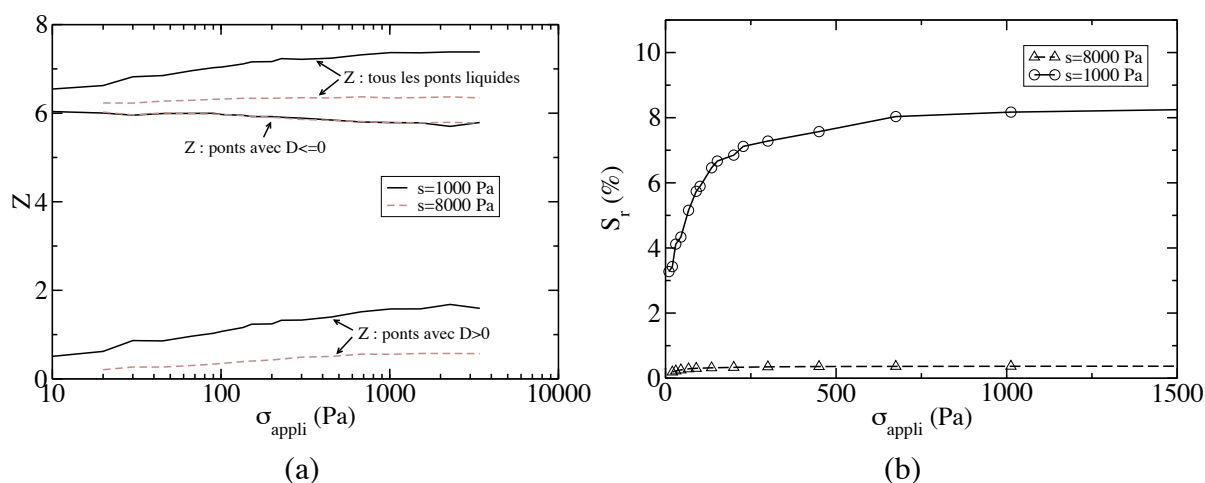 8
6
4
2
0
Z
Z : tous les ponts liquides
Z : ponts avec D<=0
s=1000 Pa
s=8000 Pa
Z : ponts avec D>0
10
100
1000
10000
σappli (Pa)
(a)
10
8
6
4
2
0
Sr (%)
s=8000 Pa
s=1000 Pa
0
500
1000
1500
σappli (Pa)
(b)